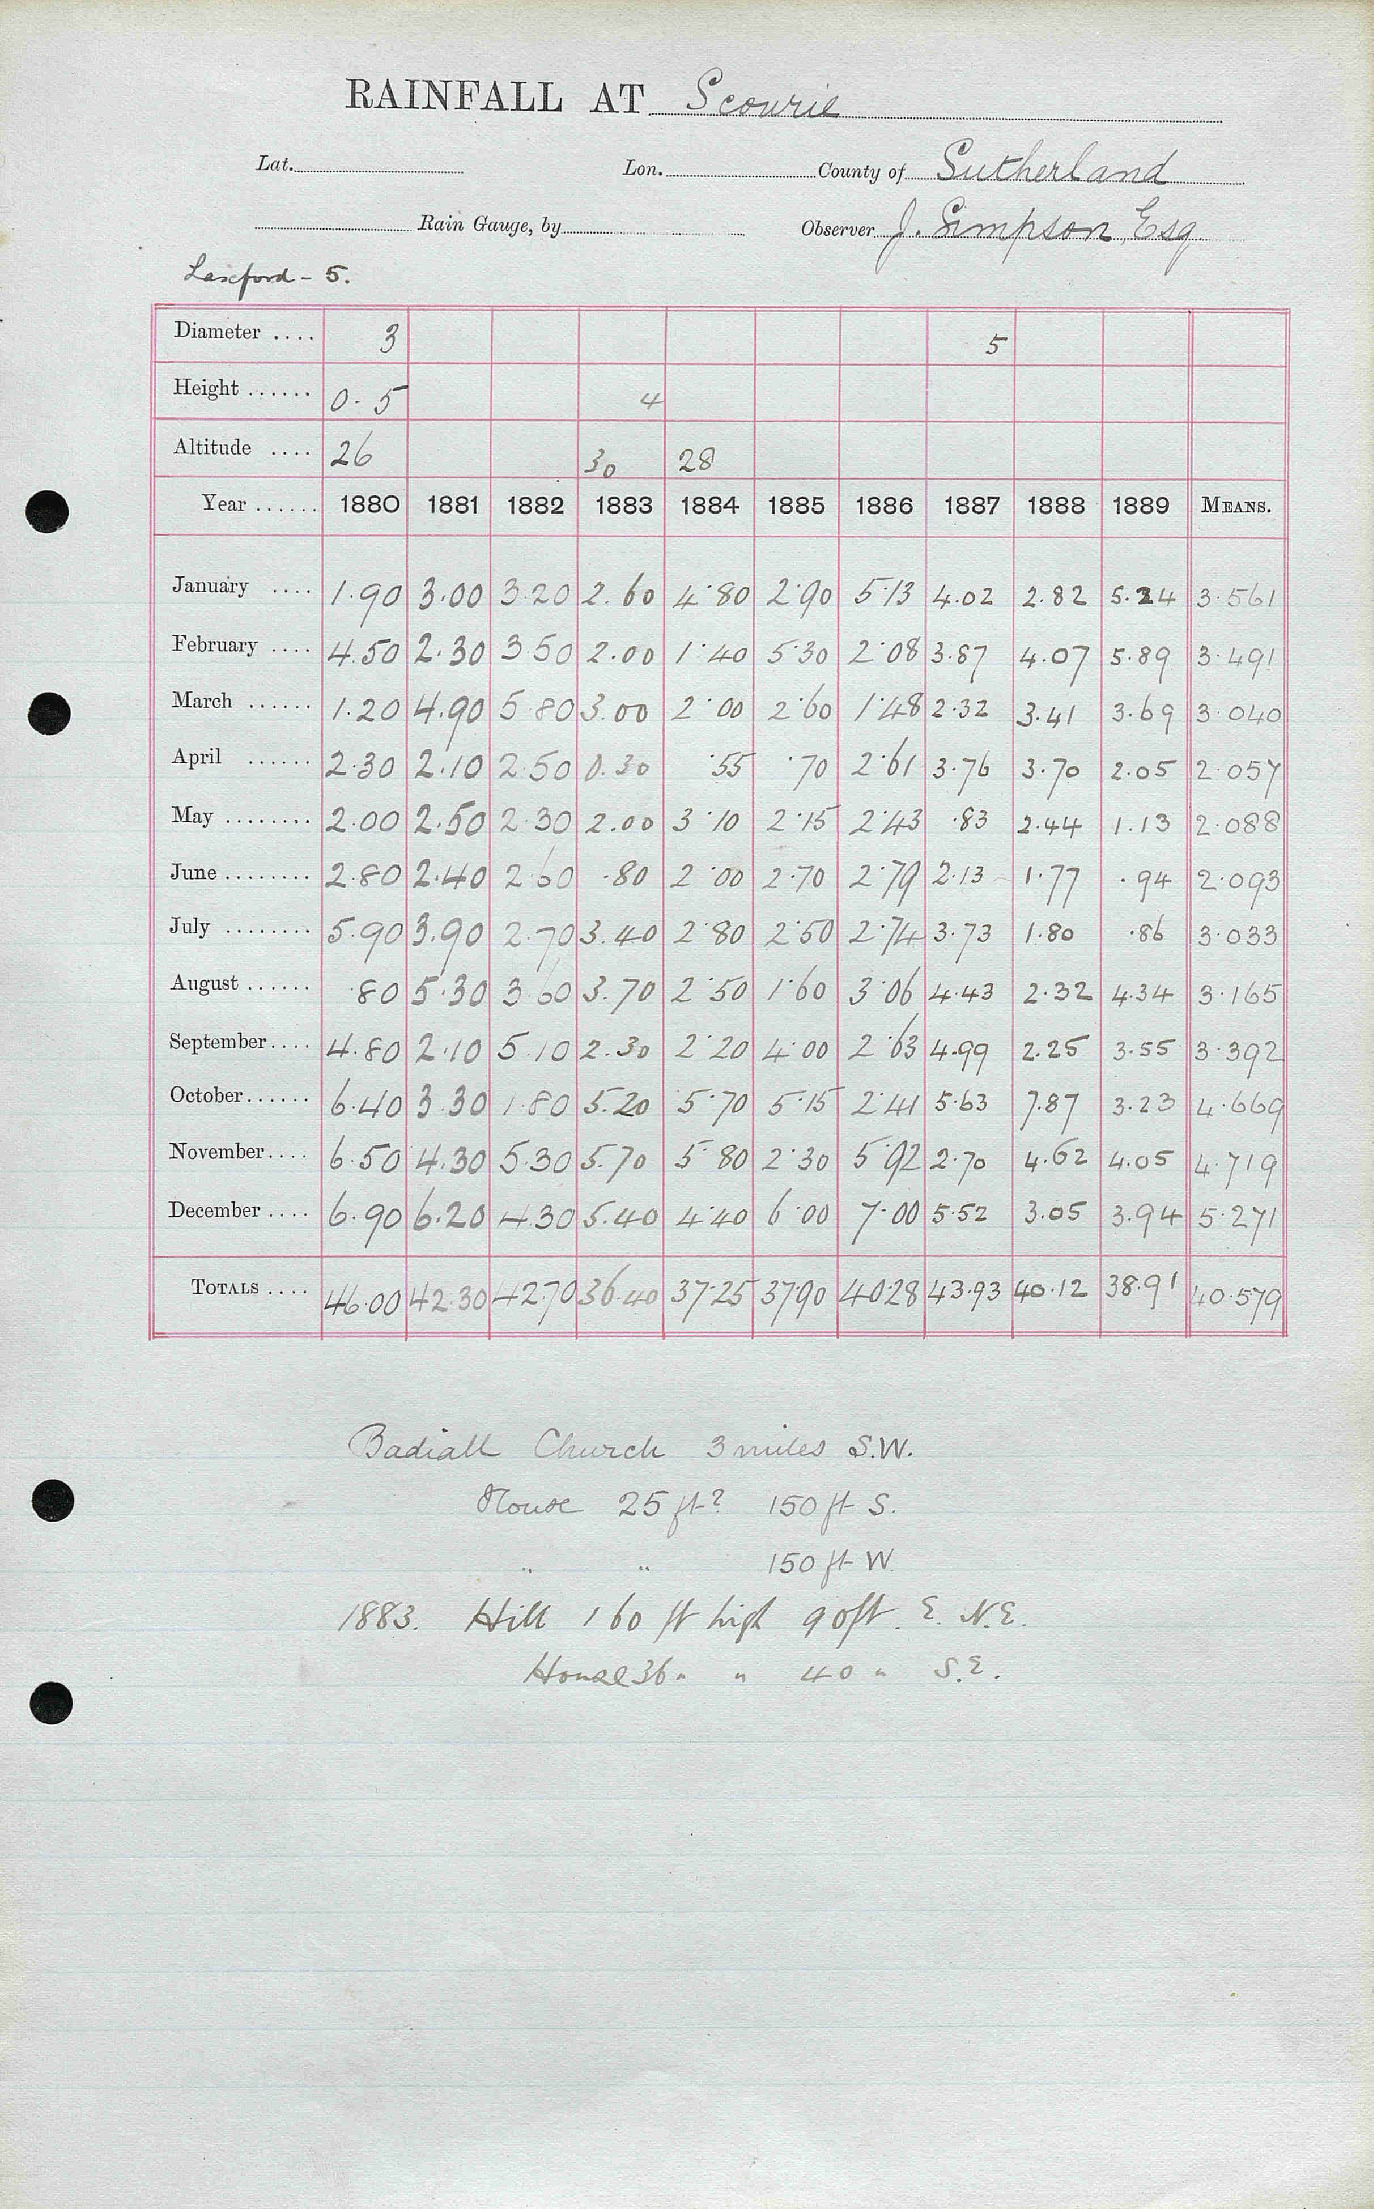 RAINFALL AT Scourie
Lat. Lon. County of Sutherland
Rain Gauge, by Observer J. Simpson, Esq
Laxford - 5.
Diameter .... 3 5
Height ...... 0.5 4
Altitude .... 26 30 28
Year ...... 1880 1881 1882 1883 1884 1885 1886 1887 1888 1889 MEANS.
January .... 1.90 3.00 3.20 2.60 4.80 2.90 5.13 4.02 2.82 5.24 3.561
February .... 4.50 2.30 3.50 2.00 1.40 5.30 2.08 3.87 4.07 5.89 3.491
March ...... 1.20 4.90 5.80 3.00 2.00 2.60 1.48 2.32 3.41 3.69 3.040
April ...... 2.30 2.10 2.50 0.30 .55 .70 2.61 3.76 3.70 2.05 2.057
May ........ 2.00 2.50 2.30 2.00 3.10 2.15 2.43 .83 2.44 1.13 2.088
June ........ 2.80 2.40 2.60 .80 2.00 2.70 2.79 2.13 1.77 .94 2.093
July ........ 5.90 3.90 2.70 3.40 2.80 2.50 2.74 3.73 1.80 .86 3.033
August ...... .80 5.30 3.60 3.70 2.50 1.60 3.06 4.43 2.32 4.34 3.165
September .... 4.80 2.10 5.10 2.30 2.20 4.00 2.63 4.99 2.25 3.55 3.392
October ...... 6.40 3.30 1.80 5.20 5.70 5.15 2.41 5.63 7.87 3.23 4.669
November .... 6.50 4.30 5.30 5.70 5.80 2.30 5.92 2.70 4.62 4.05 4.719
December .... 6.90 6.20 4.30 5.40 4.40 6.00 7.00 5.52 3.05 3.94 5.271
TOTALS .... 46.00 42.30 42.70 36.40 37.25 37.90 40.28 43.93 40.12 38.91 40.579
Badiall Church 3 miles S.W.
House 25 ft? 150 ft S.
" " 150 ft W
1883. Hill 160 ft high 90ft. E. N.E.
House 36 " " 40 " S.E.